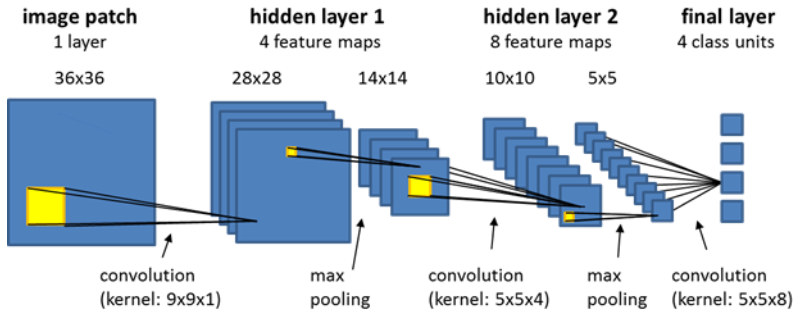 image patch
1 layer
36x36
hidden layer 1
4 feature maps
28x28
14x14
hidden layer 2
8 feature maps
10x10
5x5
final layer
4 class units
convolution
(kernel: 9x9x1)
max
pooling
convolution
(kernel: 5x5x4)
max
pooling
convolution
(kernel: 5x5x8)